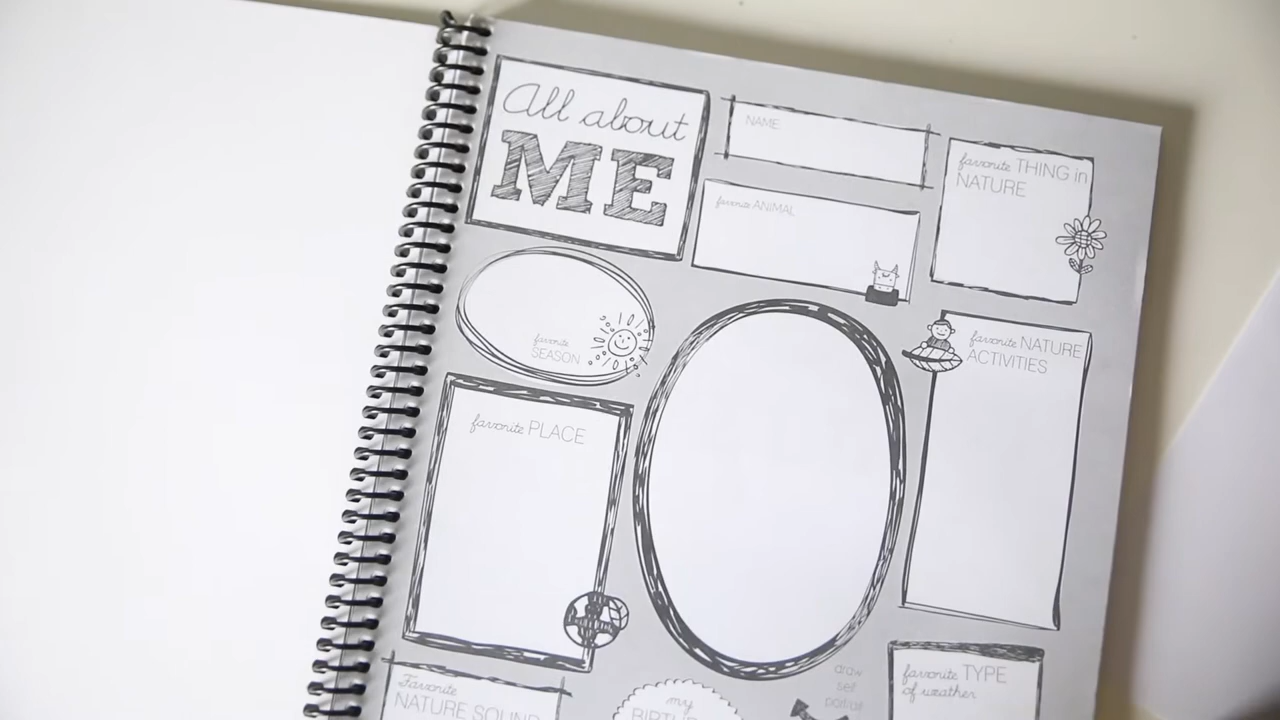 All about
ME
NAME
favorite THING in
NATURE
favorite ANIMAL
favorite
SEASON
favorite NATURE
ACTIVITIES
favorite PLACE
Favorite
NATURE SOUND
my
draw
self
favorite TYPE
of weather